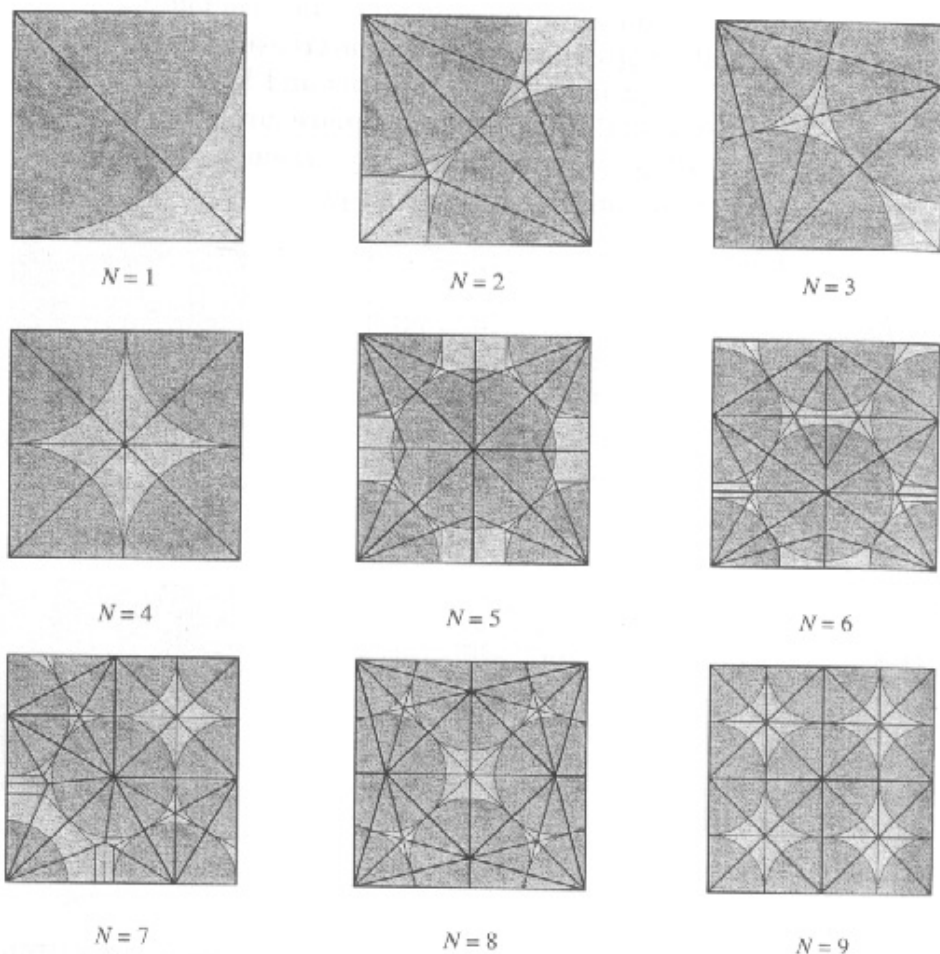 N = 1
N = 2
N = 3
N = 4
N = 5
N = 6
N = 7
N = 8
N = 9